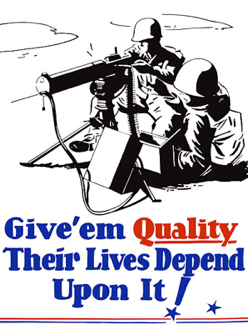 Give'em Quality
Their Lives Depend
Upon It!